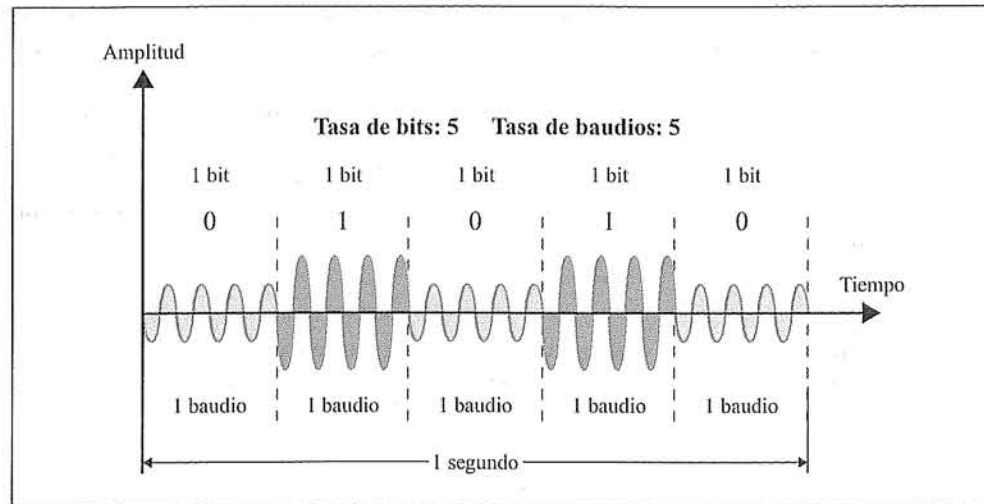 Amplitud
Tasa de bits: 5 Tasa de baudios: 5
1 bit 1 bit 1 bit 1 bit 1 bit
0 1 0 1 0
Tiempo
1 baudio 1 baudio 1 baudio 1 baudio 1 baudio
1 segundo